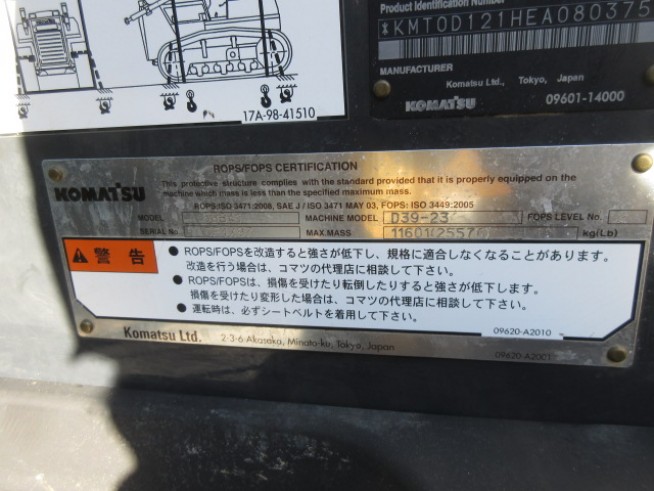 17A-98-41510
Product Identification Number
*KMT0D121HEA080375
MANUFACTURER
Komatsu Ltd., Tokyo, Japan
KOMATSU
09601-14000
ROPS/FOPS CERTIFICATION
KOMATSU
This protective structure complies with the standard provided that it is properly equipped on the
machine which mass is less than the specified maximum mass.
ROPS:ISO 3471:2008, SAE J / ISO 3471 MAY 03, FOPS: ISO 3449:2005
MODEL
MACHINE MODEL D39-23
FOPS LEVEL No.
SERIAL No.
MAX.MASS 11601(2557
kg(Lb)
警告
● ROPS/FOPSを改造すると強さが低下し、規格に適合しなくなることがあります。
改造を行う場合は、コマツの代理店に相談して下さい。
● ROPS/FOPSは、損傷を受けたり転倒したりすると強さが低下します。
損傷を受けたり変形した場合は、コマツの代理店に相談して下さい。
● 運転時は、必ずシートベルトを着用して下さい。
09620-A2010
Komatsu Ltd. 2-3-6 Akasaka, Minato-ku, Tokyo, Japan
09620-A2001